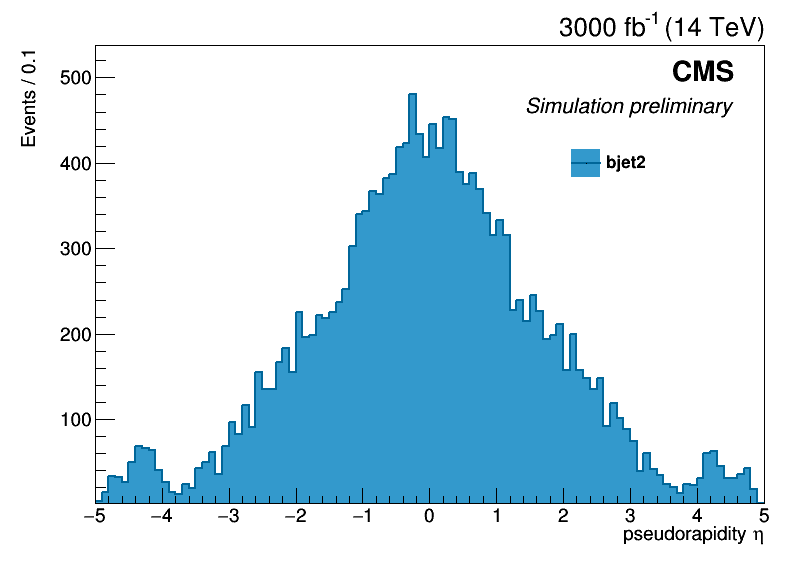 3000 fb-1 (14 TeV)
CMS
Simulation preliminary
bjet2
Events / 0.1
500
400
300
200
100
−5 −4 −3 −2 −1 0 1 2 3 4 5
pseudorapidity η